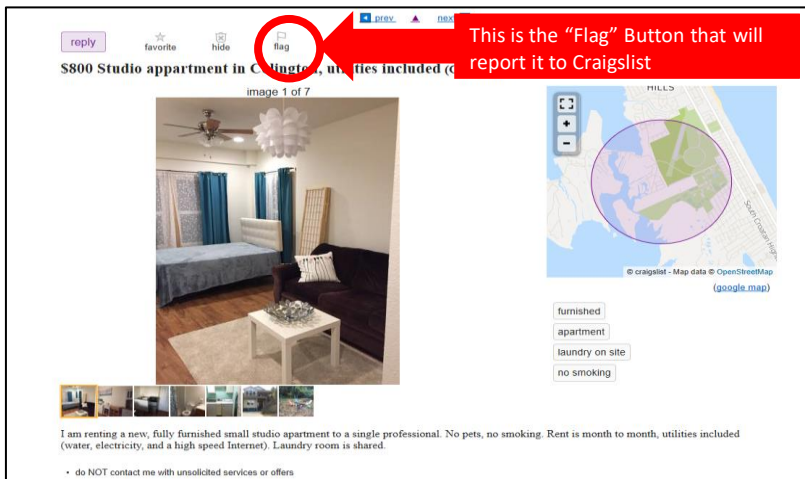 prev ▲ next
This is the “Flag” Button that will
report it to Craigslist
reply
favorite
hide
flag
$800 Studio appartment in utilities included
image 1 of 7
HILLS
+
−
South Croatan High
© craigslist - Map data © OpenStreetMap
(google map)
furnished
apartment
laundry on site
no smoking
I am renting a new, fully furnished small studio apartment to a single professional. No pets, no smoking. Rent is month to month, utilities included
(water, electricity, and a high speed Internet). Laundry room is shared.
• do NOT contact me with unsolicited services or offers